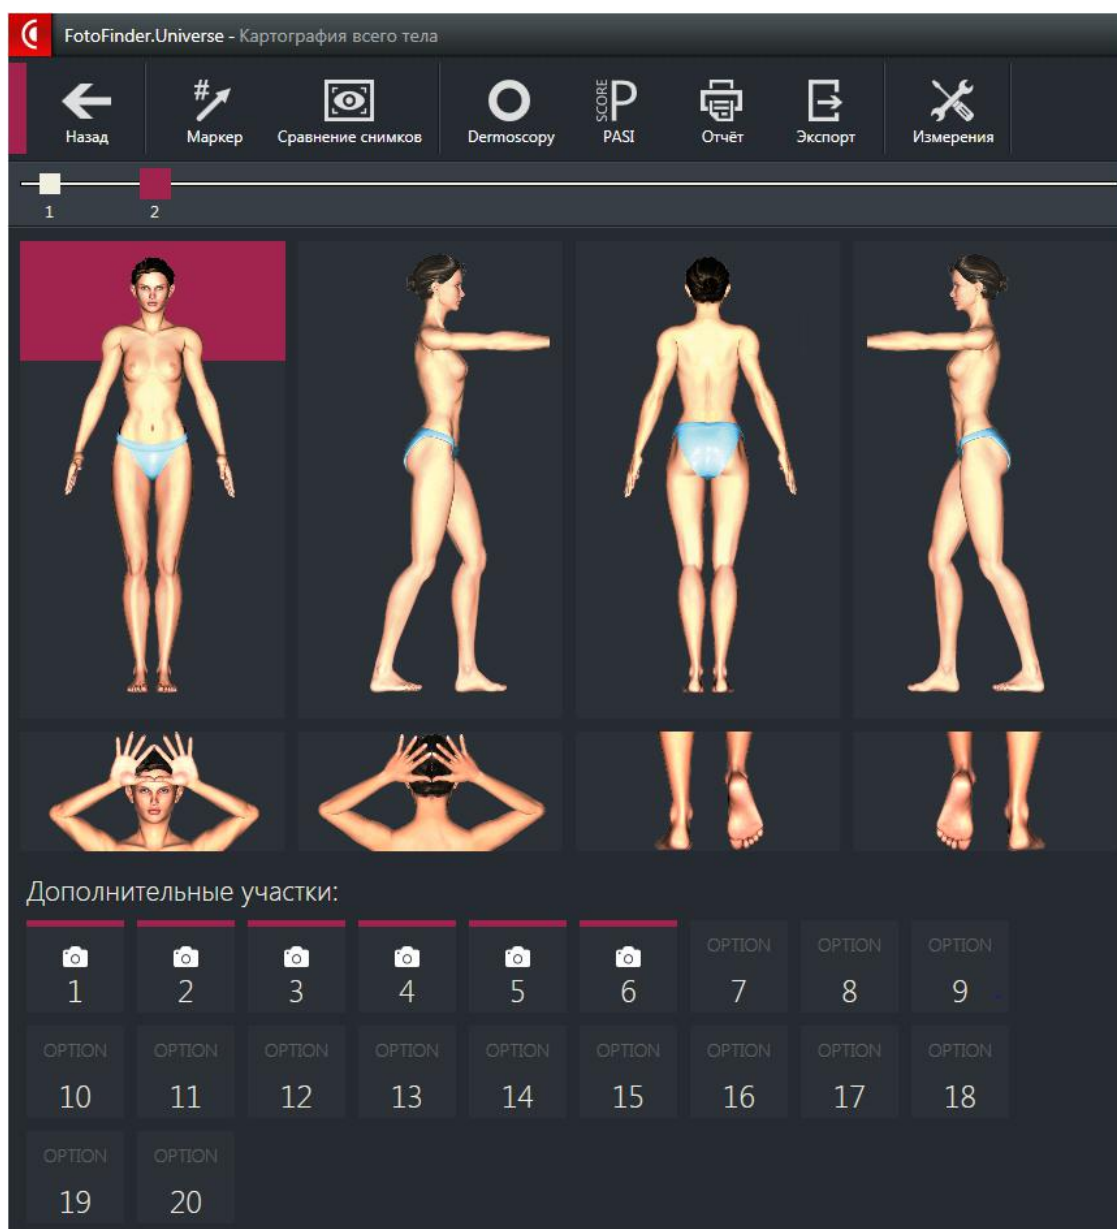 FotoFinder.Universe - Картография всего тела
Назад
# Маркер
Сравнение снимков
Dermoscopy
SCORE P PASI
Отчёт
Экспорт
Измерения
1 2
Дополнительные участки:
OPTION OPTION OPTION
1 2 3 4 5 6 7 8 9
OPTION OPTION OPTION OPTION OPTION OPTION OPTION OPTION OPTION
10 11 12 13 14 15 16 17 18
OPTION OPTION
19 20